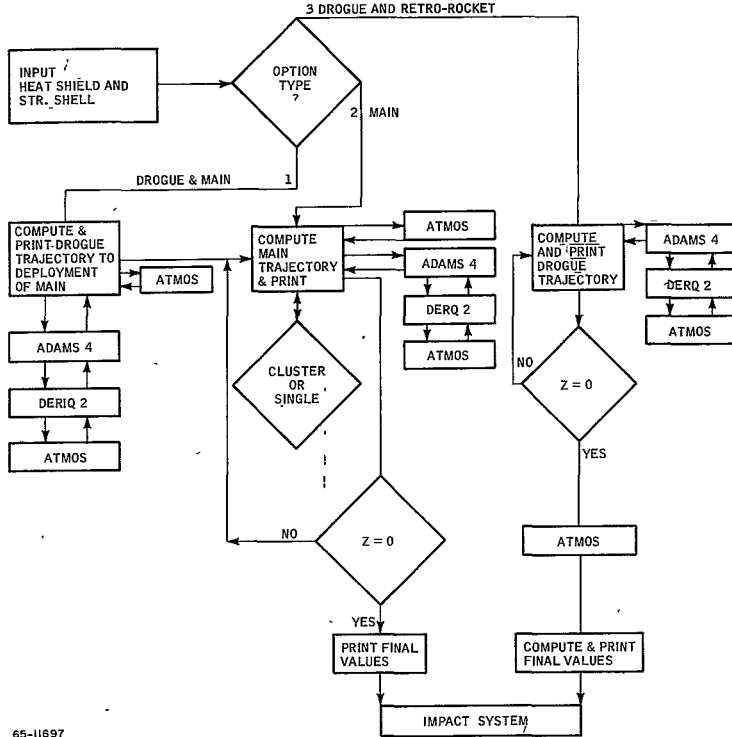 3 DROGUE AND RETRO-ROCKET
INPUT
HEAT SHIELD AND
STR. SHELL
OPTION
TYPE
?
2 MAIN
DROGUE & MAIN 1
COMPUTE &
PRINT DROGUE
TRAJECTORY TO
DEPLOYMENT
OF MAIN
ATMOS
ADAMS 4
DERIQ 2
ATMOS
COMPUTE
MAIN
TRAJECTORY
& PRINT
ATMOS
ADAMS 4
DERQ 2
ATMOS
CLUSTER
OR
SINGLE
COMPUTE
AND PRINT
DROGUE
TRAJECTORY
ADAMS 4
DERQ 2
ATMOS
NO
Z = 0
YES
ATMOS
NO
Z = 0
YES
PRINT FINAL
VALUES
COMPUTE & PRINT
FINAL VALUES
IMPACT SYSTEM
65-11697